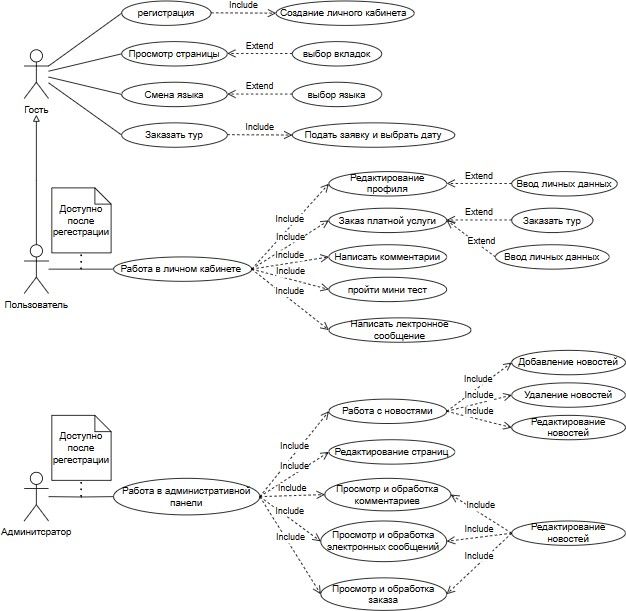 регистрация
Include
Создание личного кабинета
Просмотр страницы
Extend
выбор вкладок
Смена языка
Extend
выбор языка
Гость
Заказать тур
Include
Подать заявку и выбрать дату
Доступно
после
регестрации
Редактирование
профиля
Extend
Ввод личных данных
Include
Заказ платной услуги
Extend
Заказать тур
Include
Include
Extend
Написать комментарии
Ввод личных данных
Include
Работа в личном кабинете
пройти мини тест
Include
Пользователь
Написать лектронное
сообщение
Добавление новостей
Include
Удаление новостей
Include
Работа с новостями
Include
Редактирование
новостей
Доступно
после
регестрации
Include
Редактирование страниц
Include
Работа в административной
панели
Include
Просмотр и обработка
комментариев
Include
Админитсратор
Include
Просмотр и обработка
электронных сообщений
Include
Редактирование
новостей
Include
Include
Просмотр и обработка
заказа